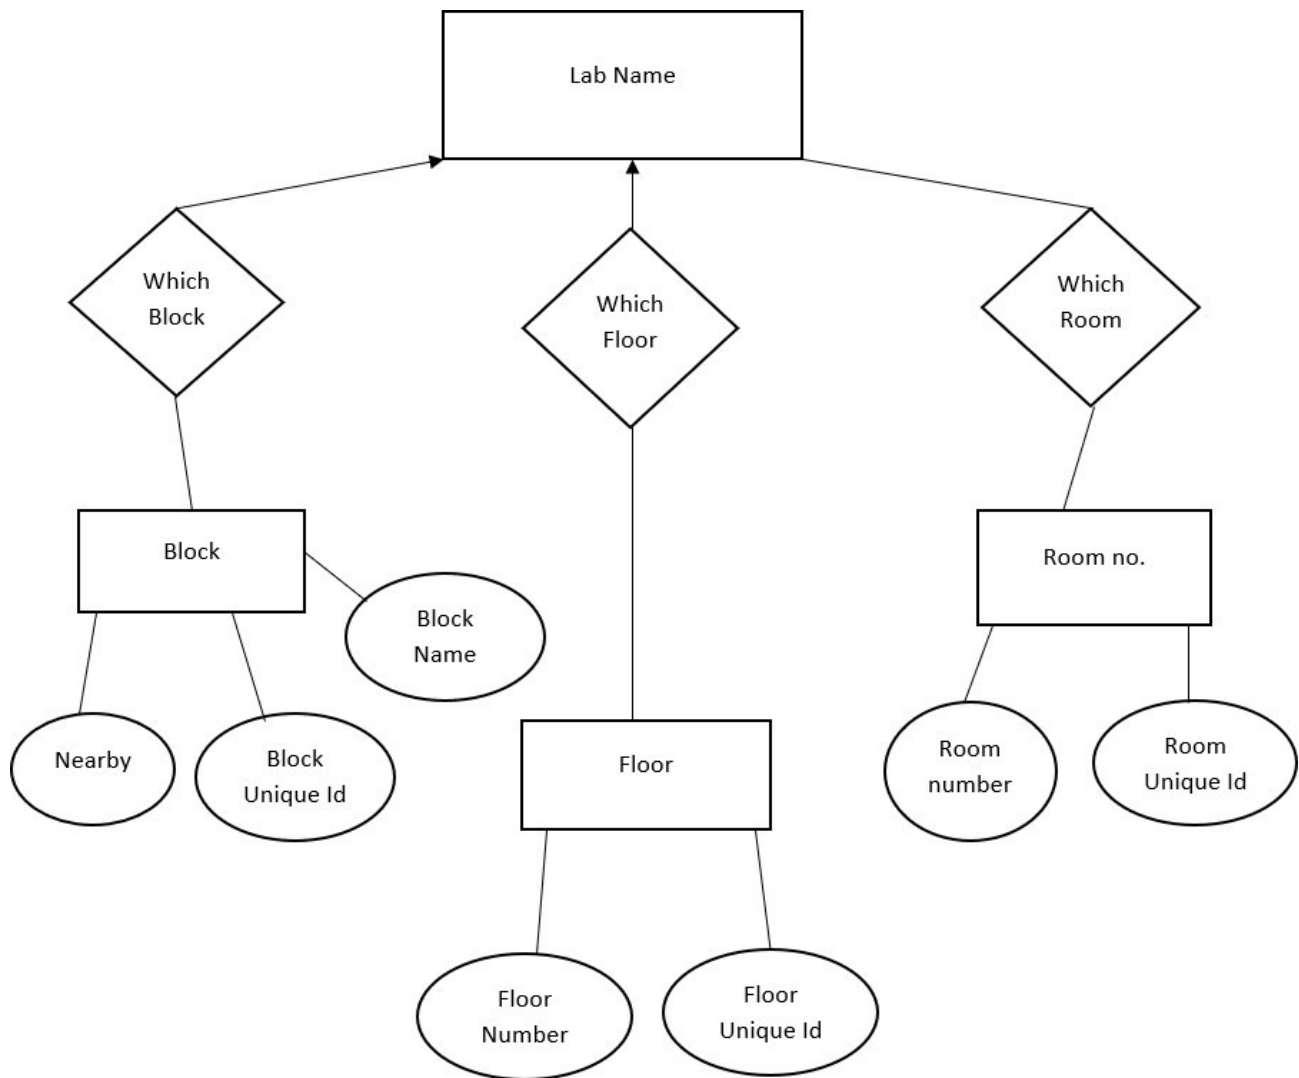 Lab Name
Which
Block
Which
Floor
Which
Room
Block
Room no.
Block
Name
Nearby
Block
Unique Id
Floor
Room
number
Room
Unique Id
Floor
Number
Floor
Unique Id